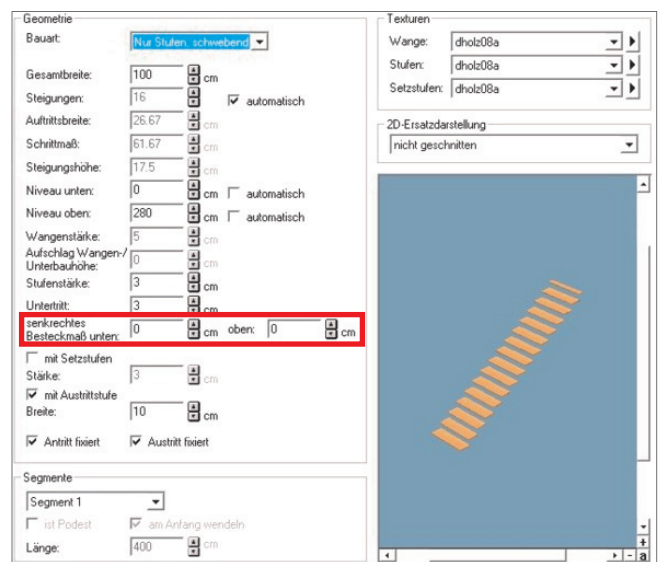 Geometrie
Bauart: Nur Stufen, schwebend
Gesamtbreite: 100 cm
Steigungen: 16 automatisch
Auftrittsbreite: 26.67 cm
Schrittmaß: 61.67 cm
Steigungshöhe: 17.5 cm
Niveau unten: 0 cm automatisch
Niveau oben: 280 cm automatisch
Wangenstärke: 5 cm
Aufschlag Wangen-/
Unterbauhöhe: 0 cm
Stufenstärke: 3 cm
Untertritt: 3 cm
senkrechtes
Besteckmaß unten: 0 cm oben: 0 cm
mit Setzstufen
Stärke: 3 cm
mit Austrittstufe
Breite: 10 cm
Antritt fixiert Austritt fixiert
Segmente
Segment 1
ist Podest am Anfang wendeln
Länge: 400 cm
Texturen
Wange: dholz08a
Stufen: dholz08a
Setzstufen: dholz08a
2D-Ersatzdarstellung
nicht geschnitten
+
- a